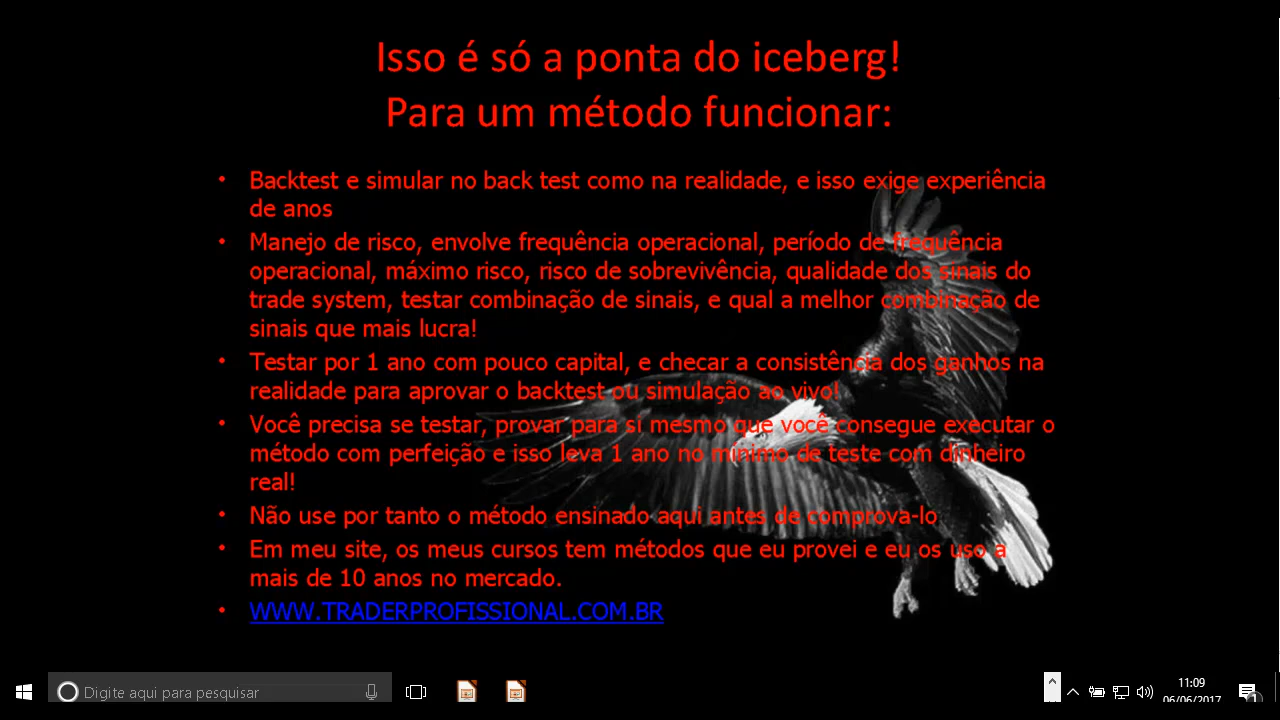 Isso é só a ponta do iceberg!
Para um método funcionar:
• Backtest e simular no back test como na realidade, e isso exige experiência
de anos
• Manejo de risco, envolve frequência operacional, período de frequência
operacional, máximo risco, risco de sobrevivência, qualidade dos sinais do
trade system, testar combinação de sinais, e qual a melhor combinação de
sinais que mais lucra!
• Testar por 1 ano com pouco capital, e checar a consistência dos ganhos na
realidade para aprovar o backtest ou simulação ao vivo!
• Você precisa se testar, provar para si mesmo que você consegue executar o
método com perfeição e isso leva 1 ano no mínimo de teste com dinheiro
real!
• Não use por tanto o método ensinado aqui antes de comprova-lo
• Em meu site, os meus cursos tem métodos que eu provei e eu os uso a
mais de 10 anos no mercado.
• WWW.TRADERPROFISSIONAL.COM.BR
Digite aqui para pesquisar
11:09
06/06/2017
1